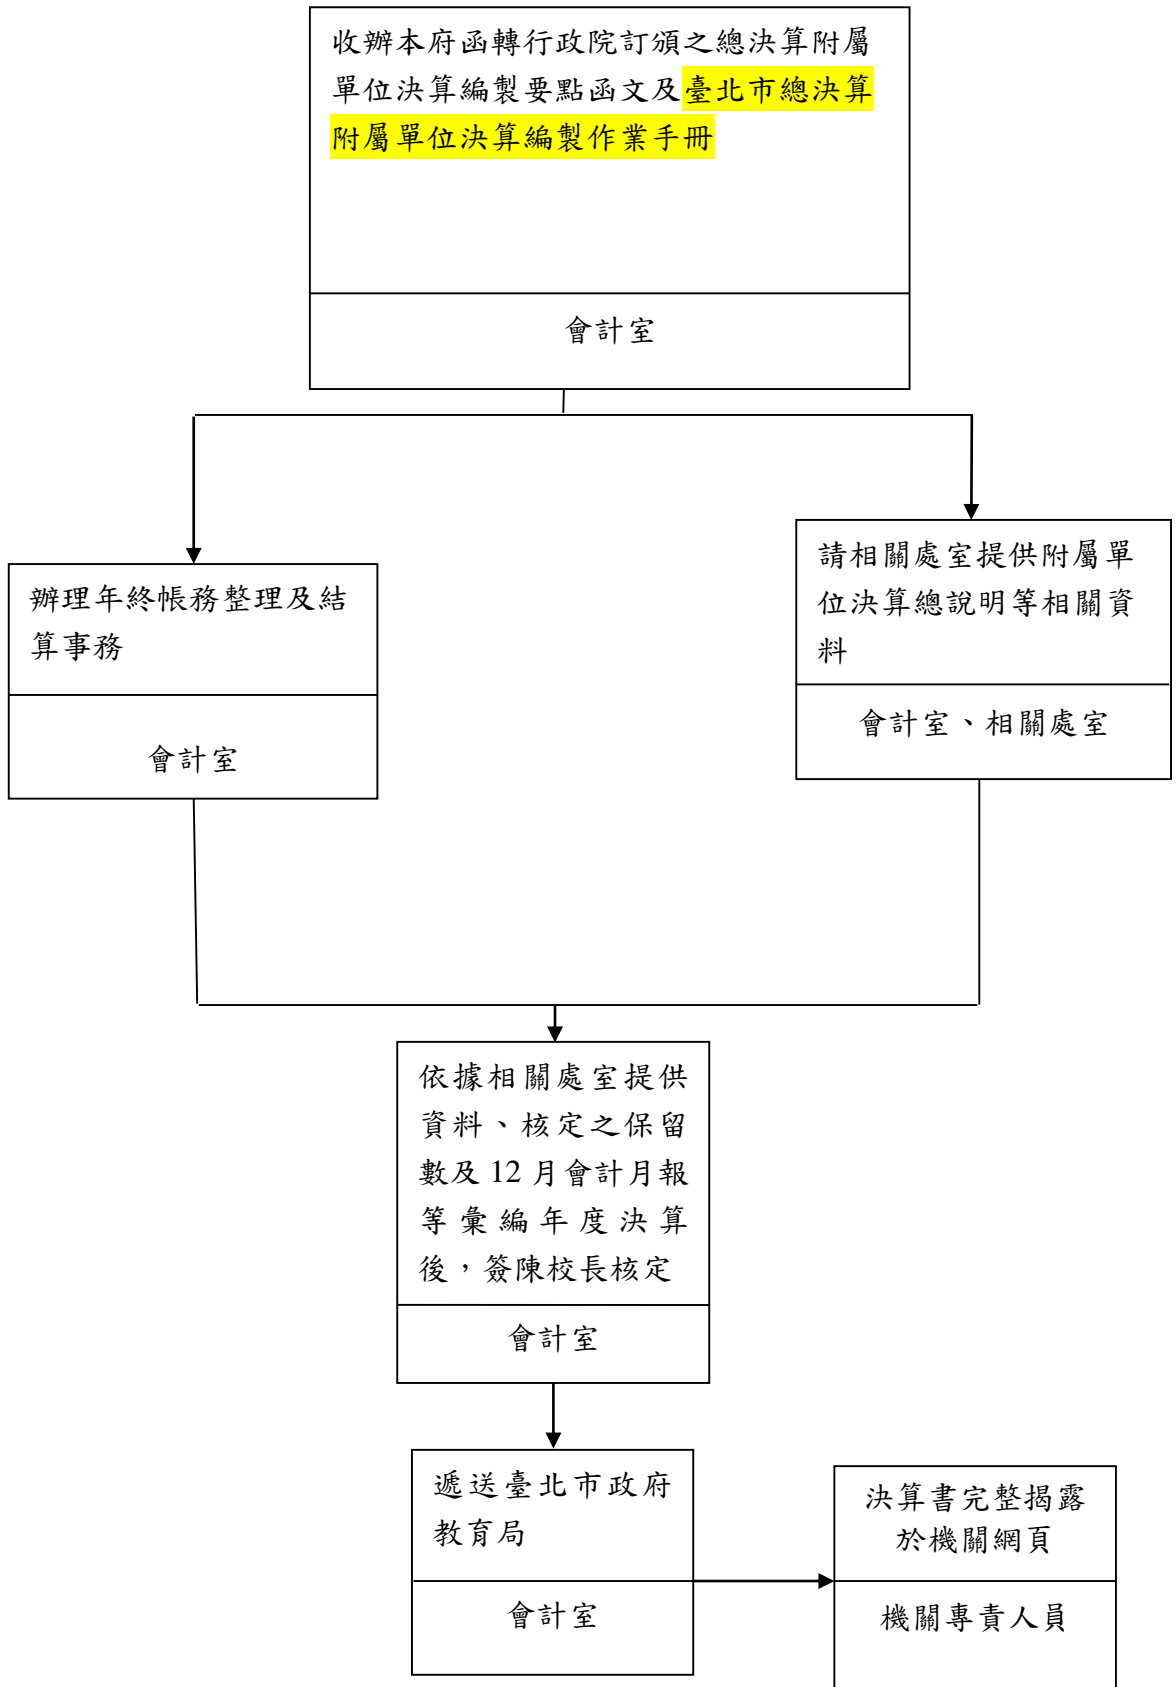 收辦本府函轉行政院訂頒之總決算附屬
單位決算編製要點函文及臺北市總決算
附屬單位決算編製作業手冊
會計室
辦理年終帳務整理及結
算事務
會計室
請相關處室提供附屬單
位決算總說明等相關資
料
會計室、相關處室
依據相關處室提供
資料、核定之保留
數及 12 月會計月報
等彙編年度決算
後，簽陳校長核定
會計室
遞送臺北市政府
教育局
會計室
決算書完整揭露
於機關網頁
機關專責人員